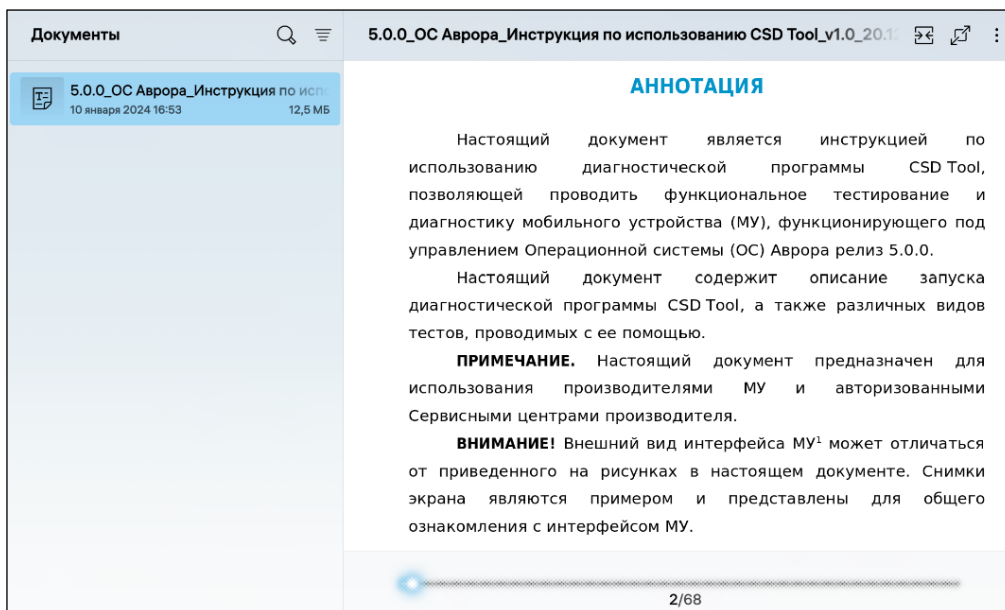 Документы
5.0.0_ОС Аврора_Инструкция по исп
10 января 2024 16:53 12,5 МБ
5.0.0_ОС Аврора_Инструкция по использованию CSD Tool_v1.0_20.1
АННОТАЦИЯ
Настоящий документ является инструкцией по
использованию диагностической программы CSD Tool,
позволяющей проводить функциональное тестирование и
диагностику мобильного устройства (МУ), функционирующего под
управлением Операционной системы (ОС) Аврора релиз 5.0.0.
Настоящий документ содержит описание запуска
диагностической программы CSD Tool, а также различных видов
тестов, проводимых с ее помощью.
ПРИМЕЧАНИЕ. Настоящий документ предназначен для
использования производителями МУ и авторизованными
Сервисными центрами производителя.
ВНИМАНИЕ! Внешний вид интерфейса МУ¹ может отличаться
от приведенного на рисунках в настоящем документе. Снимки
экрана являются примером и представлены для общего
ознакомления с интерфейсом МУ.
2/68